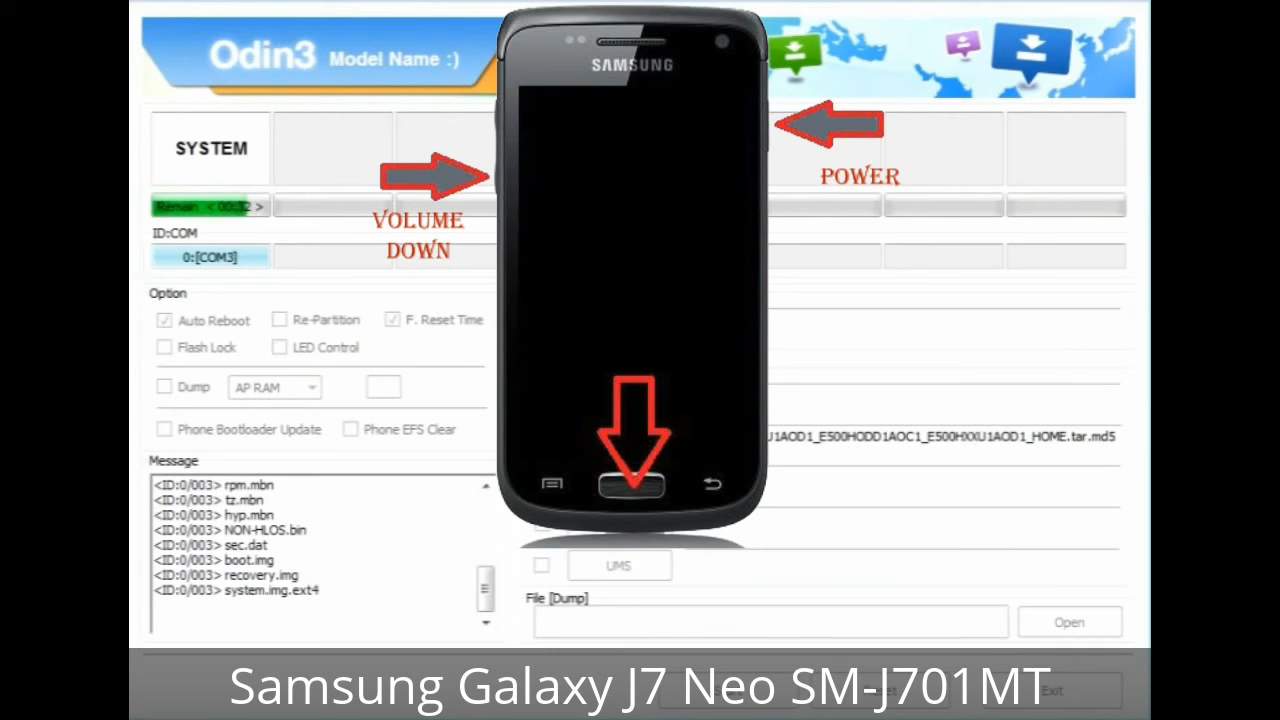 Odin3 Model Name :)
SAMSUNG
SYSTEM
POWER
Remain < 00:12 >
VOLUME
DOWN
ID:COM
0:[COM3]
Option
Auto Reboot
Re-Partition
F. Reset Time
Flash Lock
LED Control
Dump
AP RAM
Phone Bootloader Update
Phone EFS Clear
U1AOD1_E500HODD1AOC1_E500HXXU1AOD1_HOME.tar.md5
Message
<ID:0/003> rpm.mbn
<ID:0/003> tz.mbn
<ID:0/003> hyp.mbn
<ID:0/003> NON-HLOS.bin
<ID:0/003> sec.dat
<ID:0/003> boot.img
<ID:0/003> recovery.img
<ID:0/003> system.img.ext4
UMS
File [Dump]
Open
Samsung Galaxy J7 Neo SM-J701MT
Exit